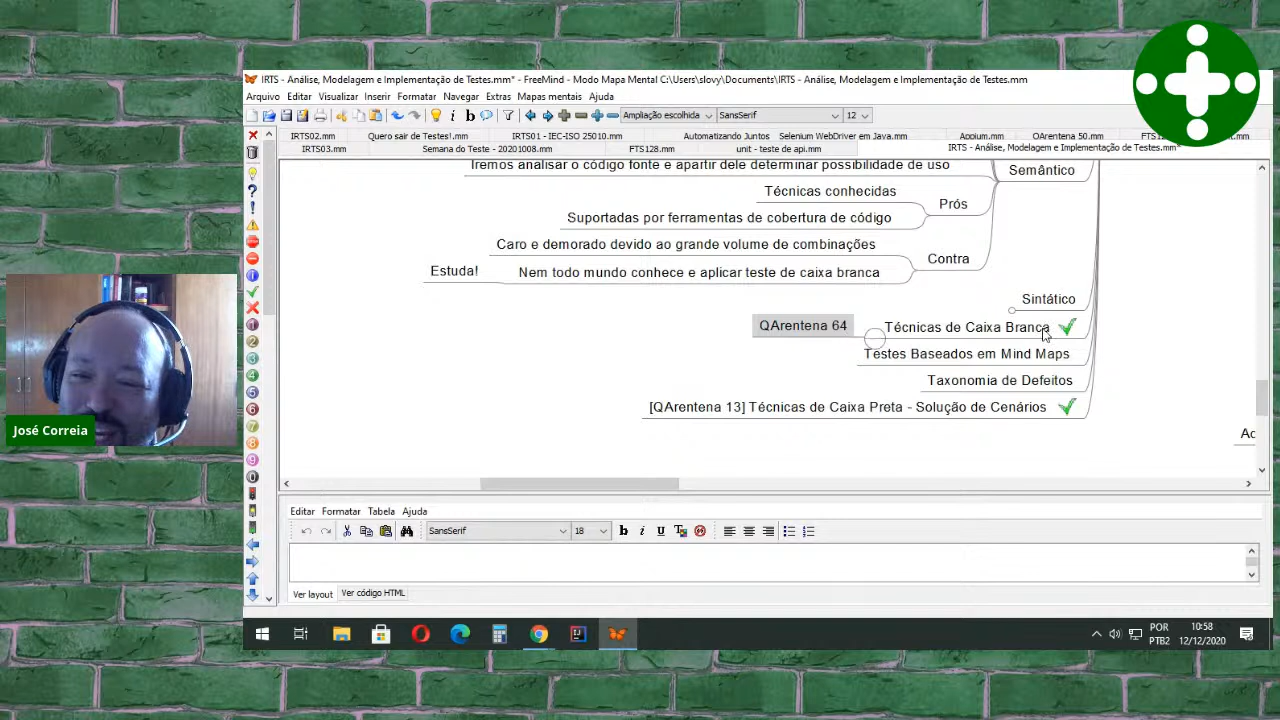 IRTS - Análise, Modelagem e Implementação de Testes.mm* - FreeMind - Modo Mapa Mental C:\Users\slovy\Documents\IRTS - Análise, Modelagem e Implementação de Testes.mm)
Arquivo Editar Visualizar Inserir Formatar Navegar Extras Mapas mentais Ajuda
Ampliação escolhida SansSerif 12
IRTS02.mm Quero sair de Testes!.mm IRTS01 - IEC-ISO 25010.mm Automatizando Juntos Selenium WebDriver em Java.mm Appium.mm QArentena 50.mm
IRTS03.mm Semana do Teste - 20201008.mm FTS128.mm unit - teste de api.mm IRTS - Análise, Modelagem e Implementação de Testes.mm*
Iremos analisar o código fonte e apartir dele determinar possibilidade de uso
Semântico
Técnicas conhecidas
Prós
Suportadas por ferramentas de cobertura de código
Caro e demorado devido ao grande volume de combinações
Contra
Estuda! Nem todo mundo conhece e aplicar teste de caixa branca
Sintático
QArentena 64 Técnicas de Caixa Branca
Testes Baseados em Mind Maps
Taxonomia de Defeitos
[QArentena 13] Técnicas de Caixa Preta - Solução de Cenários
Ac
José Correia
Editar Formatar Tabela Ajuda
SansSerif 18
Ver layout Ver código HTML
POR
PTB2
10:58
12/12/2020